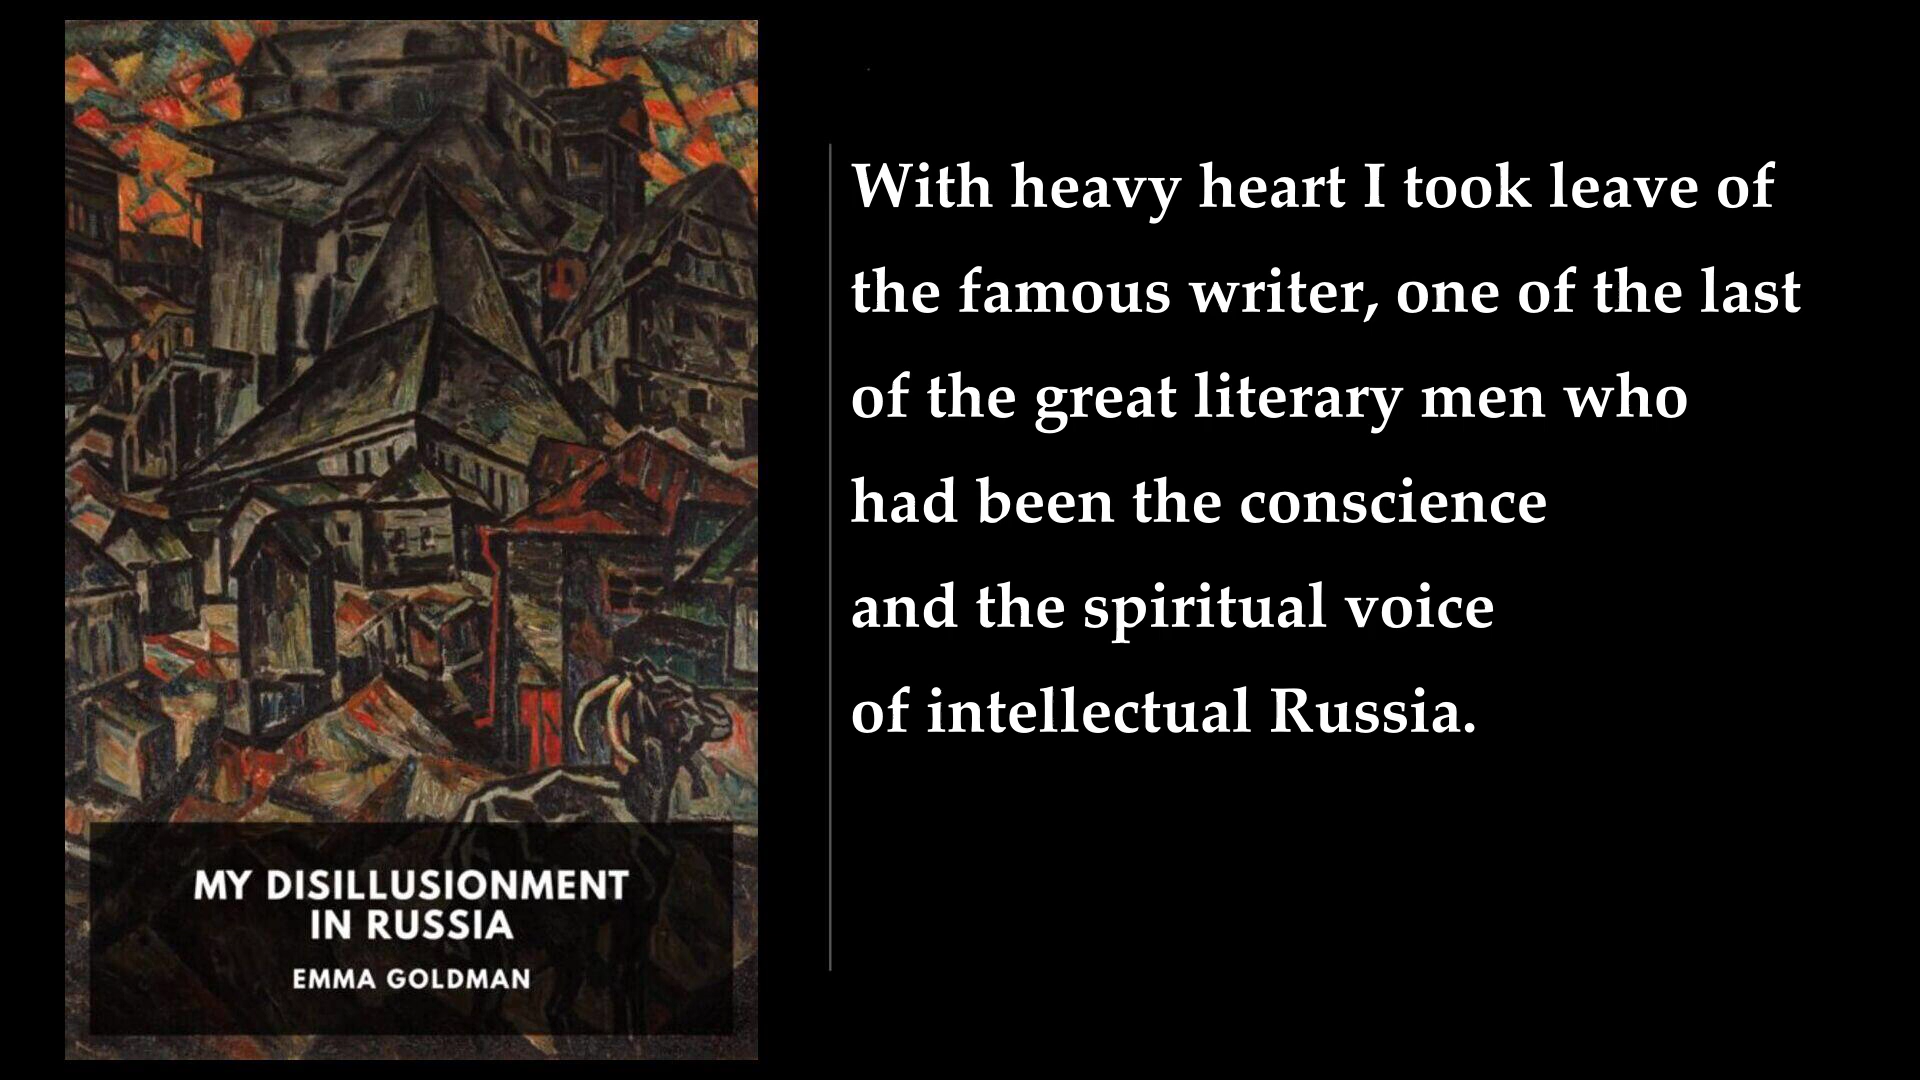 With heavy heart I took leave of
the famous writer, one of the last
of the great literary men who
had been the conscience
and the spiritual voice
of intellectual Russia.
MY DISILLUSIONMENT
IN RUSSIA
EMMA GOLDMAN